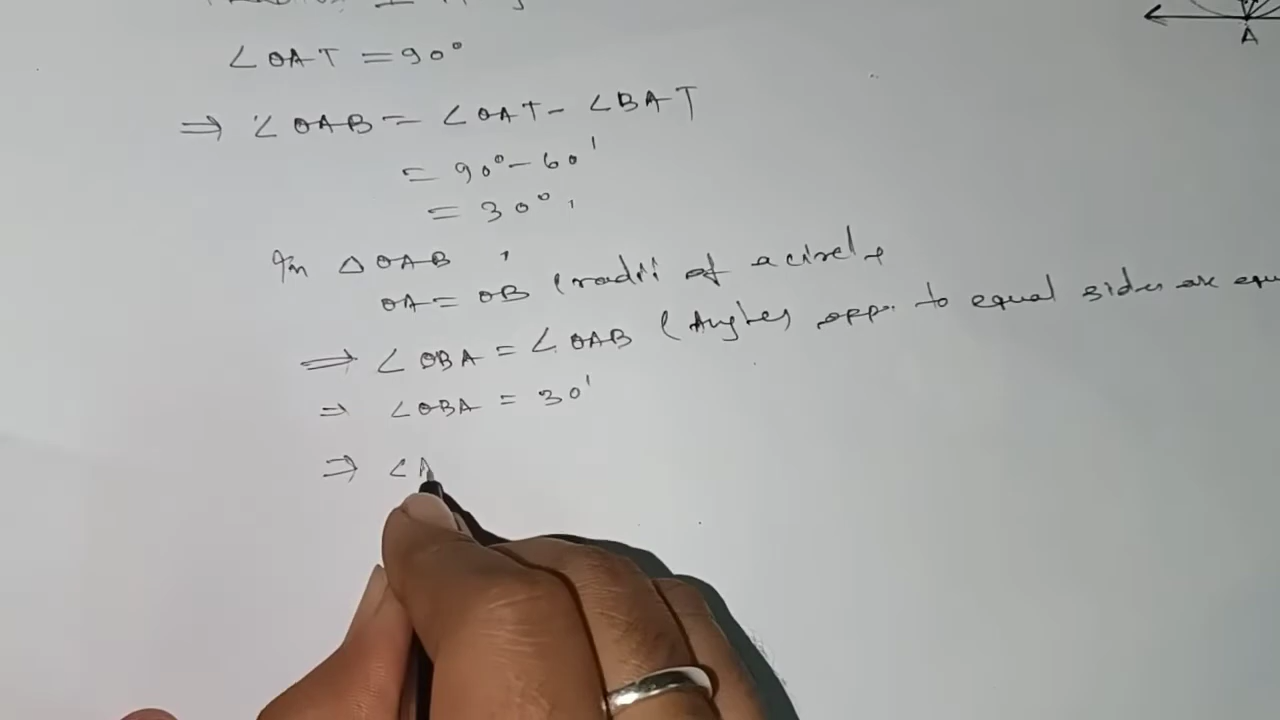 ∠OAT = 90°
A
⇒ ∠OAB = ∠OAT - ∠BAT
= 90° - 60'
= 30°.
In △OAB,
OA = OB (radii of a circle
⇒ ∠OBA = ∠OAB (Angles opp. to equal sides are equ
⇒ ∠OBA = 30'
⇒ ∠A